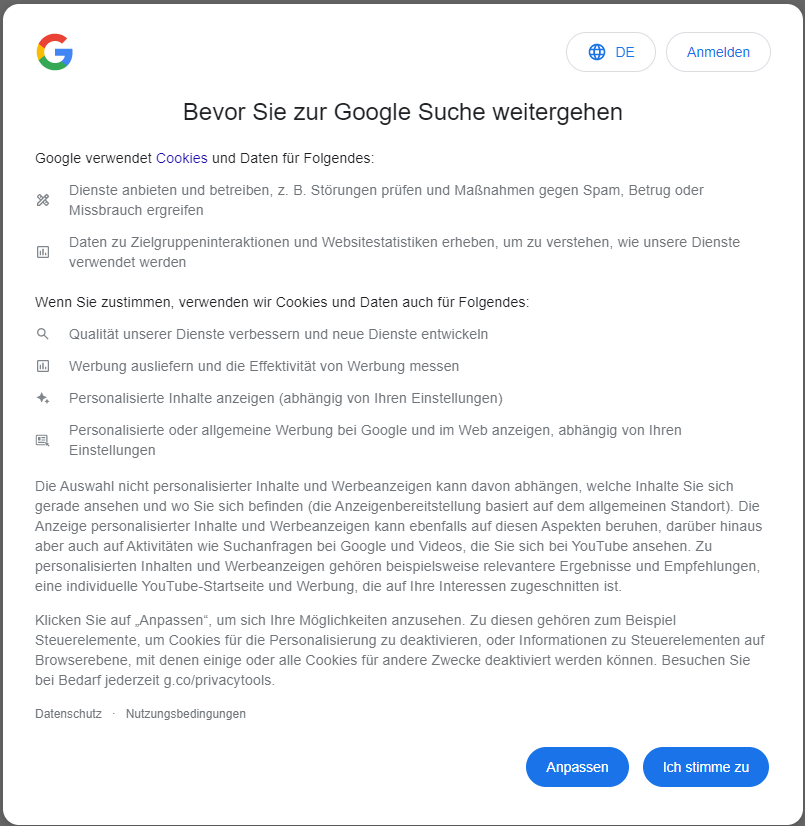 DE
Anmelden
Bevor Sie zur Google Suche weitergehen
Google verwendet Cookies und Daten für Folgendes:
Dienste anbieten und betreiben, z. B. Störungen prüfen und Maßnahmen gegen Spam, Betrug oder
Missbrauch ergreifen
Daten zu Zielgruppeninteraktionen und Websitestatistiken erheben, um zu verstehen, wie unsere Dienste
verwendet werden
Wenn Sie zustimmen, verwenden wir Cookies und Daten auch für Folgendes:
Qualität unserer Dienste verbessern und neue Dienste entwickeln
Werbung ausliefern und die Effektivität von Werbung messen
Personalisierte Inhalte anzeigen (abhängig von Ihren Einstellungen)
Personalisierte oder allgemeine Werbung bei Google und im Web anzeigen, abhängig von Ihren
Einstellungen
Die Auswahl nicht personalisierter Inhalte und Werbeanzeigen kann davon abhängen, welche Inhalte Sie sich
gerade ansehen und wo Sie sich befinden (die Anzeigenbereitstellung basiert auf dem allgemeinen Standort). Die
Anzeige personalisierter Inhalte und Werbeanzeigen kann ebenfalls auf diesen Aspekten beruhen, darüber hinaus
aber auch auf Aktivitäten wie Suchanfragen bei Google und Videos, die Sie sich bei YouTube ansehen. Zu
personalisierten Inhalten und Werbeanzeigen gehören beispielsweise relevantere Ergebnisse und Empfehlungen,
eine individuelle YouTube-Startseite und Werbung, die auf Ihre Interessen zugeschnitten ist.
Klicken Sie auf „Anpassen“, um sich Ihre Möglichkeiten anzusehen. Zu diesen gehören zum Beispiel
Steuerelemente, um Cookies für die Personalisierung zu deaktivieren, oder Informationen zu Steuerelementen auf
Browserebene, mit denen einige oder alle Cookies für andere Zwecke deaktiviert werden können. Besuchen Sie
bei Bedarf jederzeit g.co/privacytools.
Datenschutz · Nutzungsbedingungen
Anpassen
Ich stimme zu